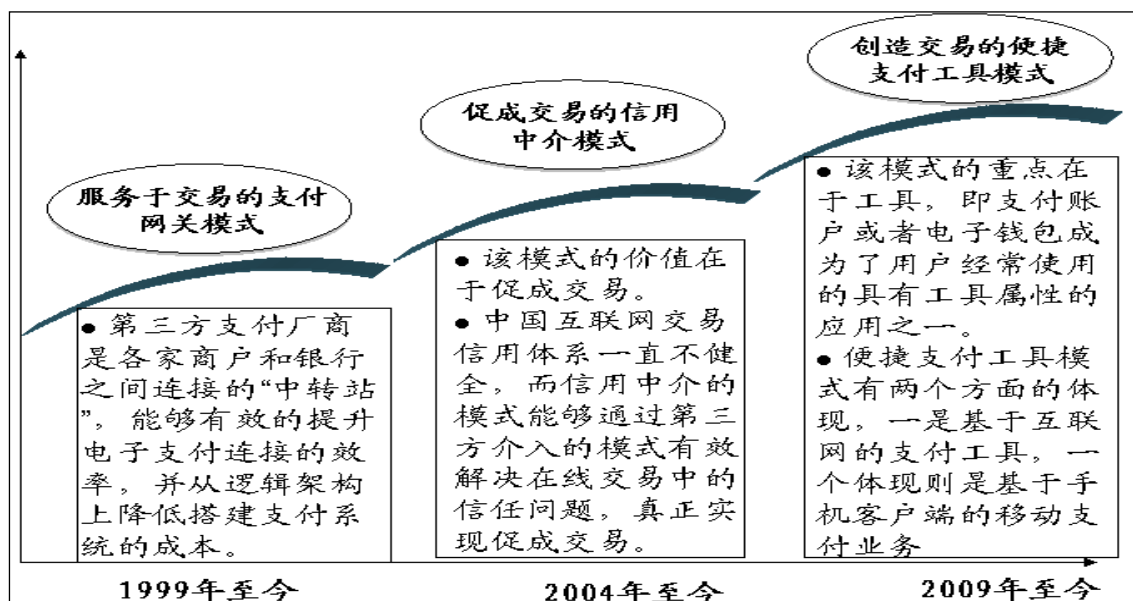 创造交易的便捷
支付工具模式
促成交易的信用
中介模式
服务于交易的支付
网关模式
● 第三方支付厂商
是各家商户和银行
之间连接的“中转站
”，能够有效的提升
电子支付连接的效
率，并从逻辑架构
上降低搭建支付系
统的成本。
● 该模式的价值在
于促成交易。
● 中国互联网交易
信用体系一直不健
全，而信用中介的
模式能够通过第三
方介入的模式有效
解决在线交易中的
信任问题，真正实
现促成交易。
● 该模式的重点在
于工具，即支付账
户或者电子钱包成
为了用户经常使用
的具有工具属性的
应用之一。
● 便捷支付工具模
式有两个方面的体
现，一是基于互联
网的支付工具，一
个体现则是基于手
机客户端的移动支
付业务
1999年至今
2004年至今
2009年至今